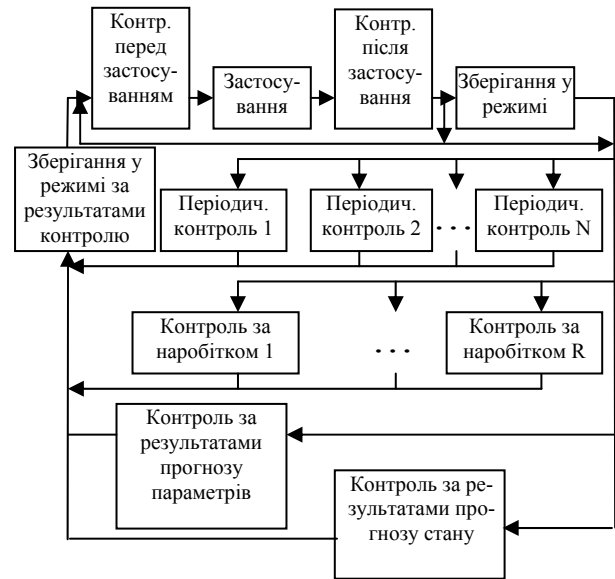 Контр.
перед
застосу-
ванням
Застосу-
вання
Контр.
після
застосу-
вання
Зберігання у
режимі
Зберігання у
режимі за
результатами
контролю
Періодич.
контроль 1
Періодич.
контроль 2
. . .
Періодич.
контроль N
Контроль за
наробітком 1
. . .
Контроль за
наробітком R
Контроль за
результатами
прогнозу
параметрів
Контроль за ре-
зультатами про-
гнозу стану